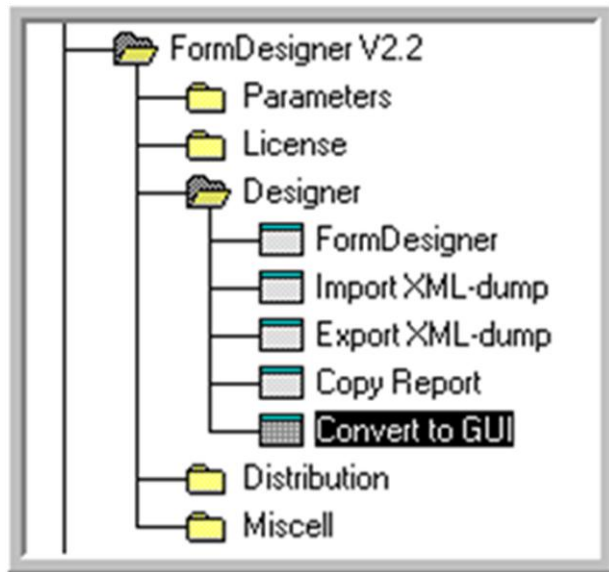 FormDesigner V2.2
Parameters
License
Designer
FormDesigner
Import XML-dump
Export XML-dump
Copy Report
Convert to GUI
Distribution
Miscell